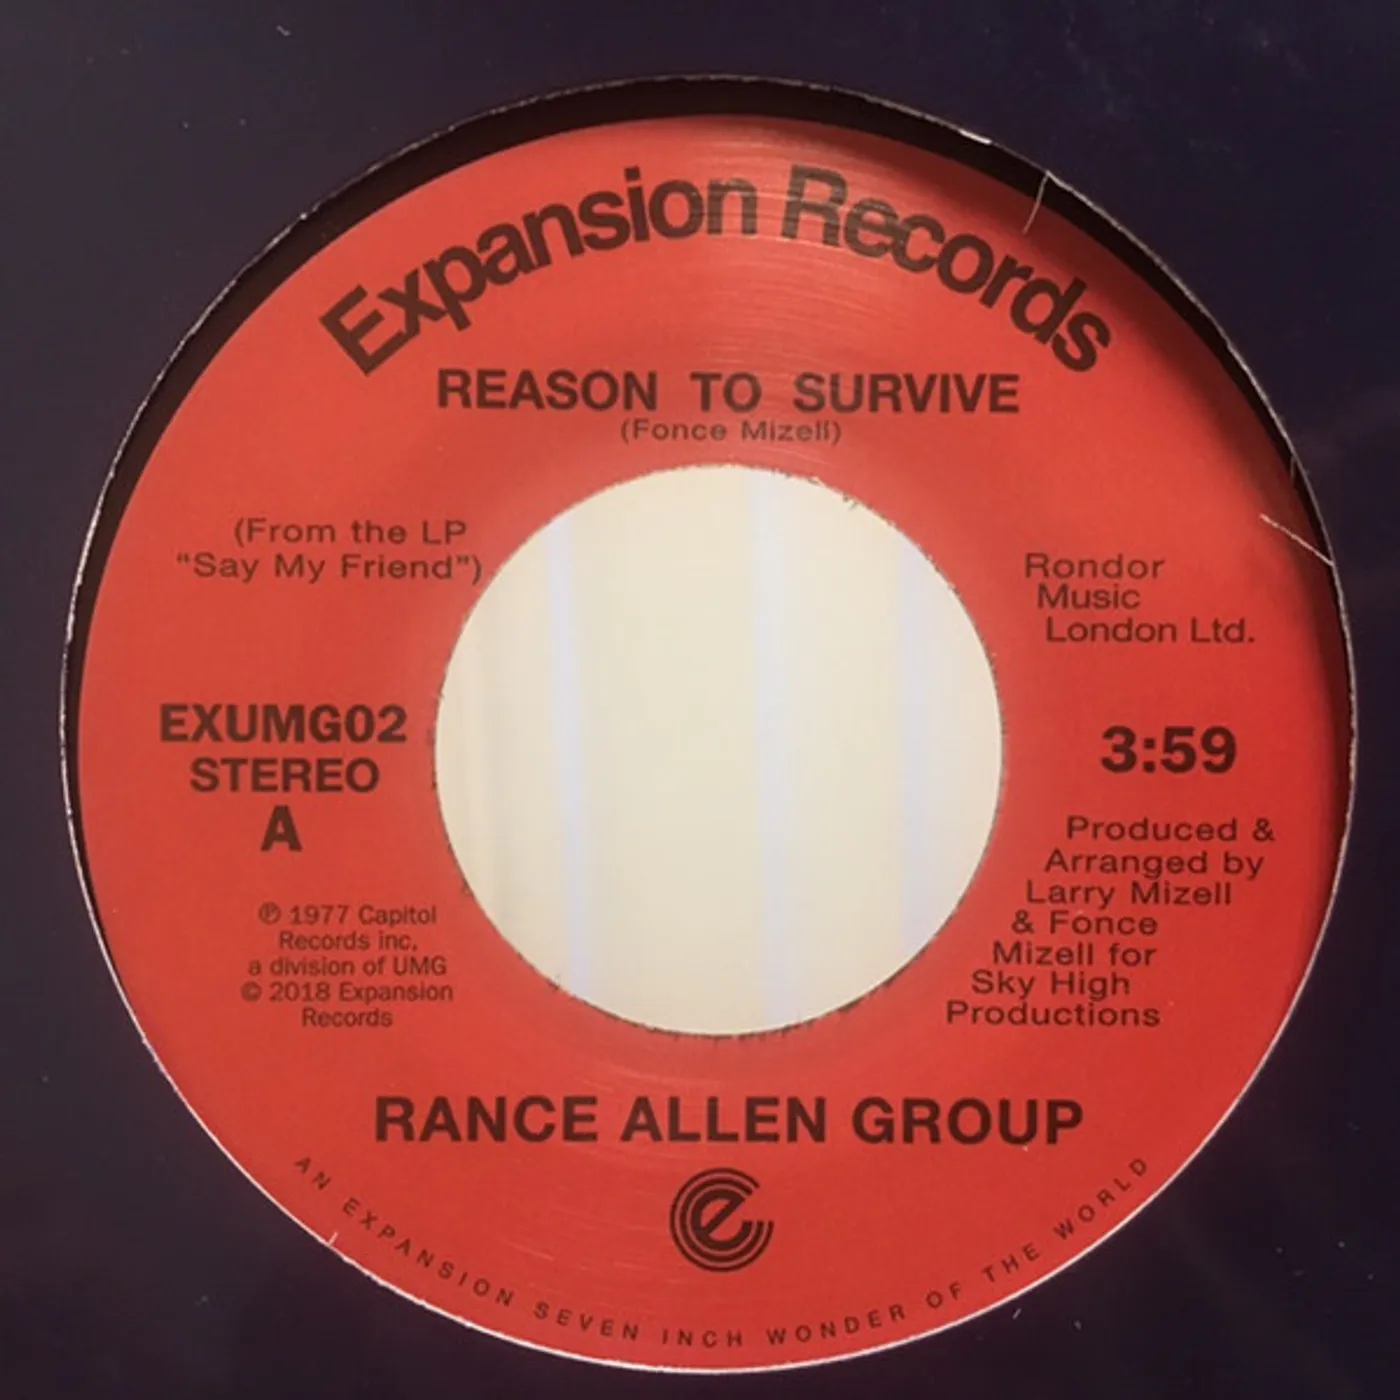 Expansion Records
REASON TO SURVIVE
(Fonce Mizell)
(From the LP
"Say My Friend")
Rondor
Music
London Ltd.
EXUMG02
STEREO
A
3:59
Produced &
Arranged by
Larry Mizell
& Fonce
Mizell for
Sky High
Productions
℗ 1977 Capitol
Records inc,
a division of UMG
© 2018 Expansion
Records
RANCE ALLEN GROUP
e
AN EXPANSION SEVEN INCH WONDER OF THE WORLD